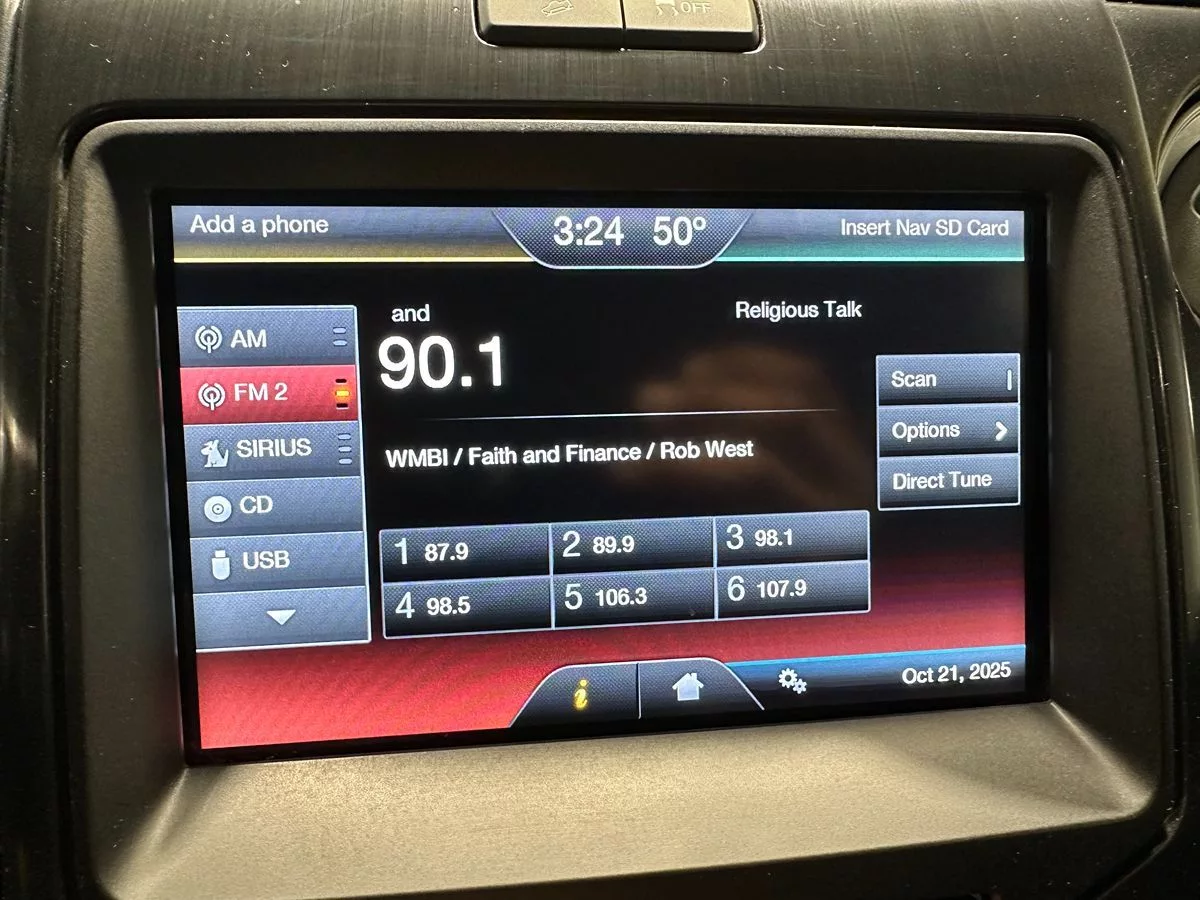 OFF
Add a phone
3:24 50º
Insert Nav SD Card
AM
FM 2
SIRIUS
CD
USB
and
90.1
Religious Talk
WMBI / Faith and Finance / Rob West
1 87.9
2 89.9
3 98.1
4 98.5
5 106.3
6 107.9
Scan
Options
Direct Tune
i
Oct 21, 2025